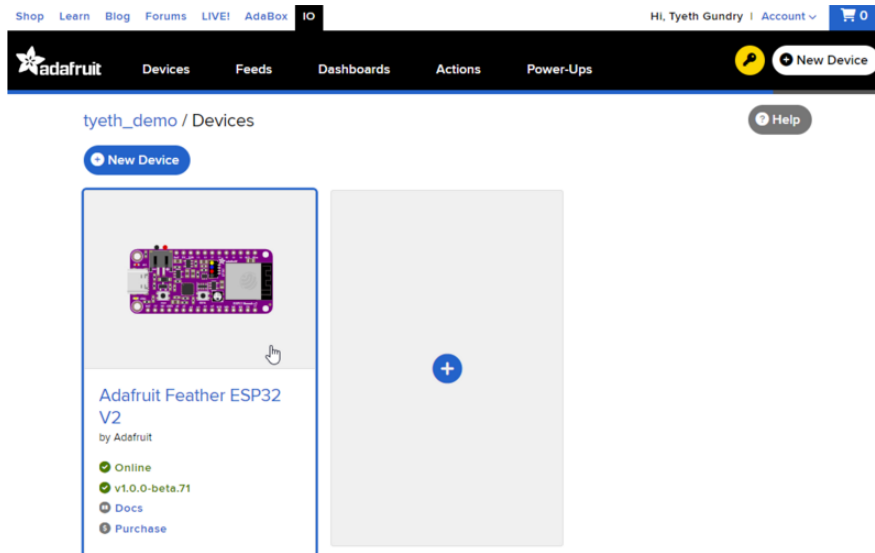 Shop Learn Blog Forums LIVE! AdaBox IO Hi, Tyeth Gundry | Account 0
adafruit Devices Feeds Dashboards Actions Power-Ups New Device
tyeth_demo / Devices
? Help
New Device
Adafruit Feather ESP32
V2
by Adafruit
Online
v1.0.0-beta.71
Docs
$ Purchase